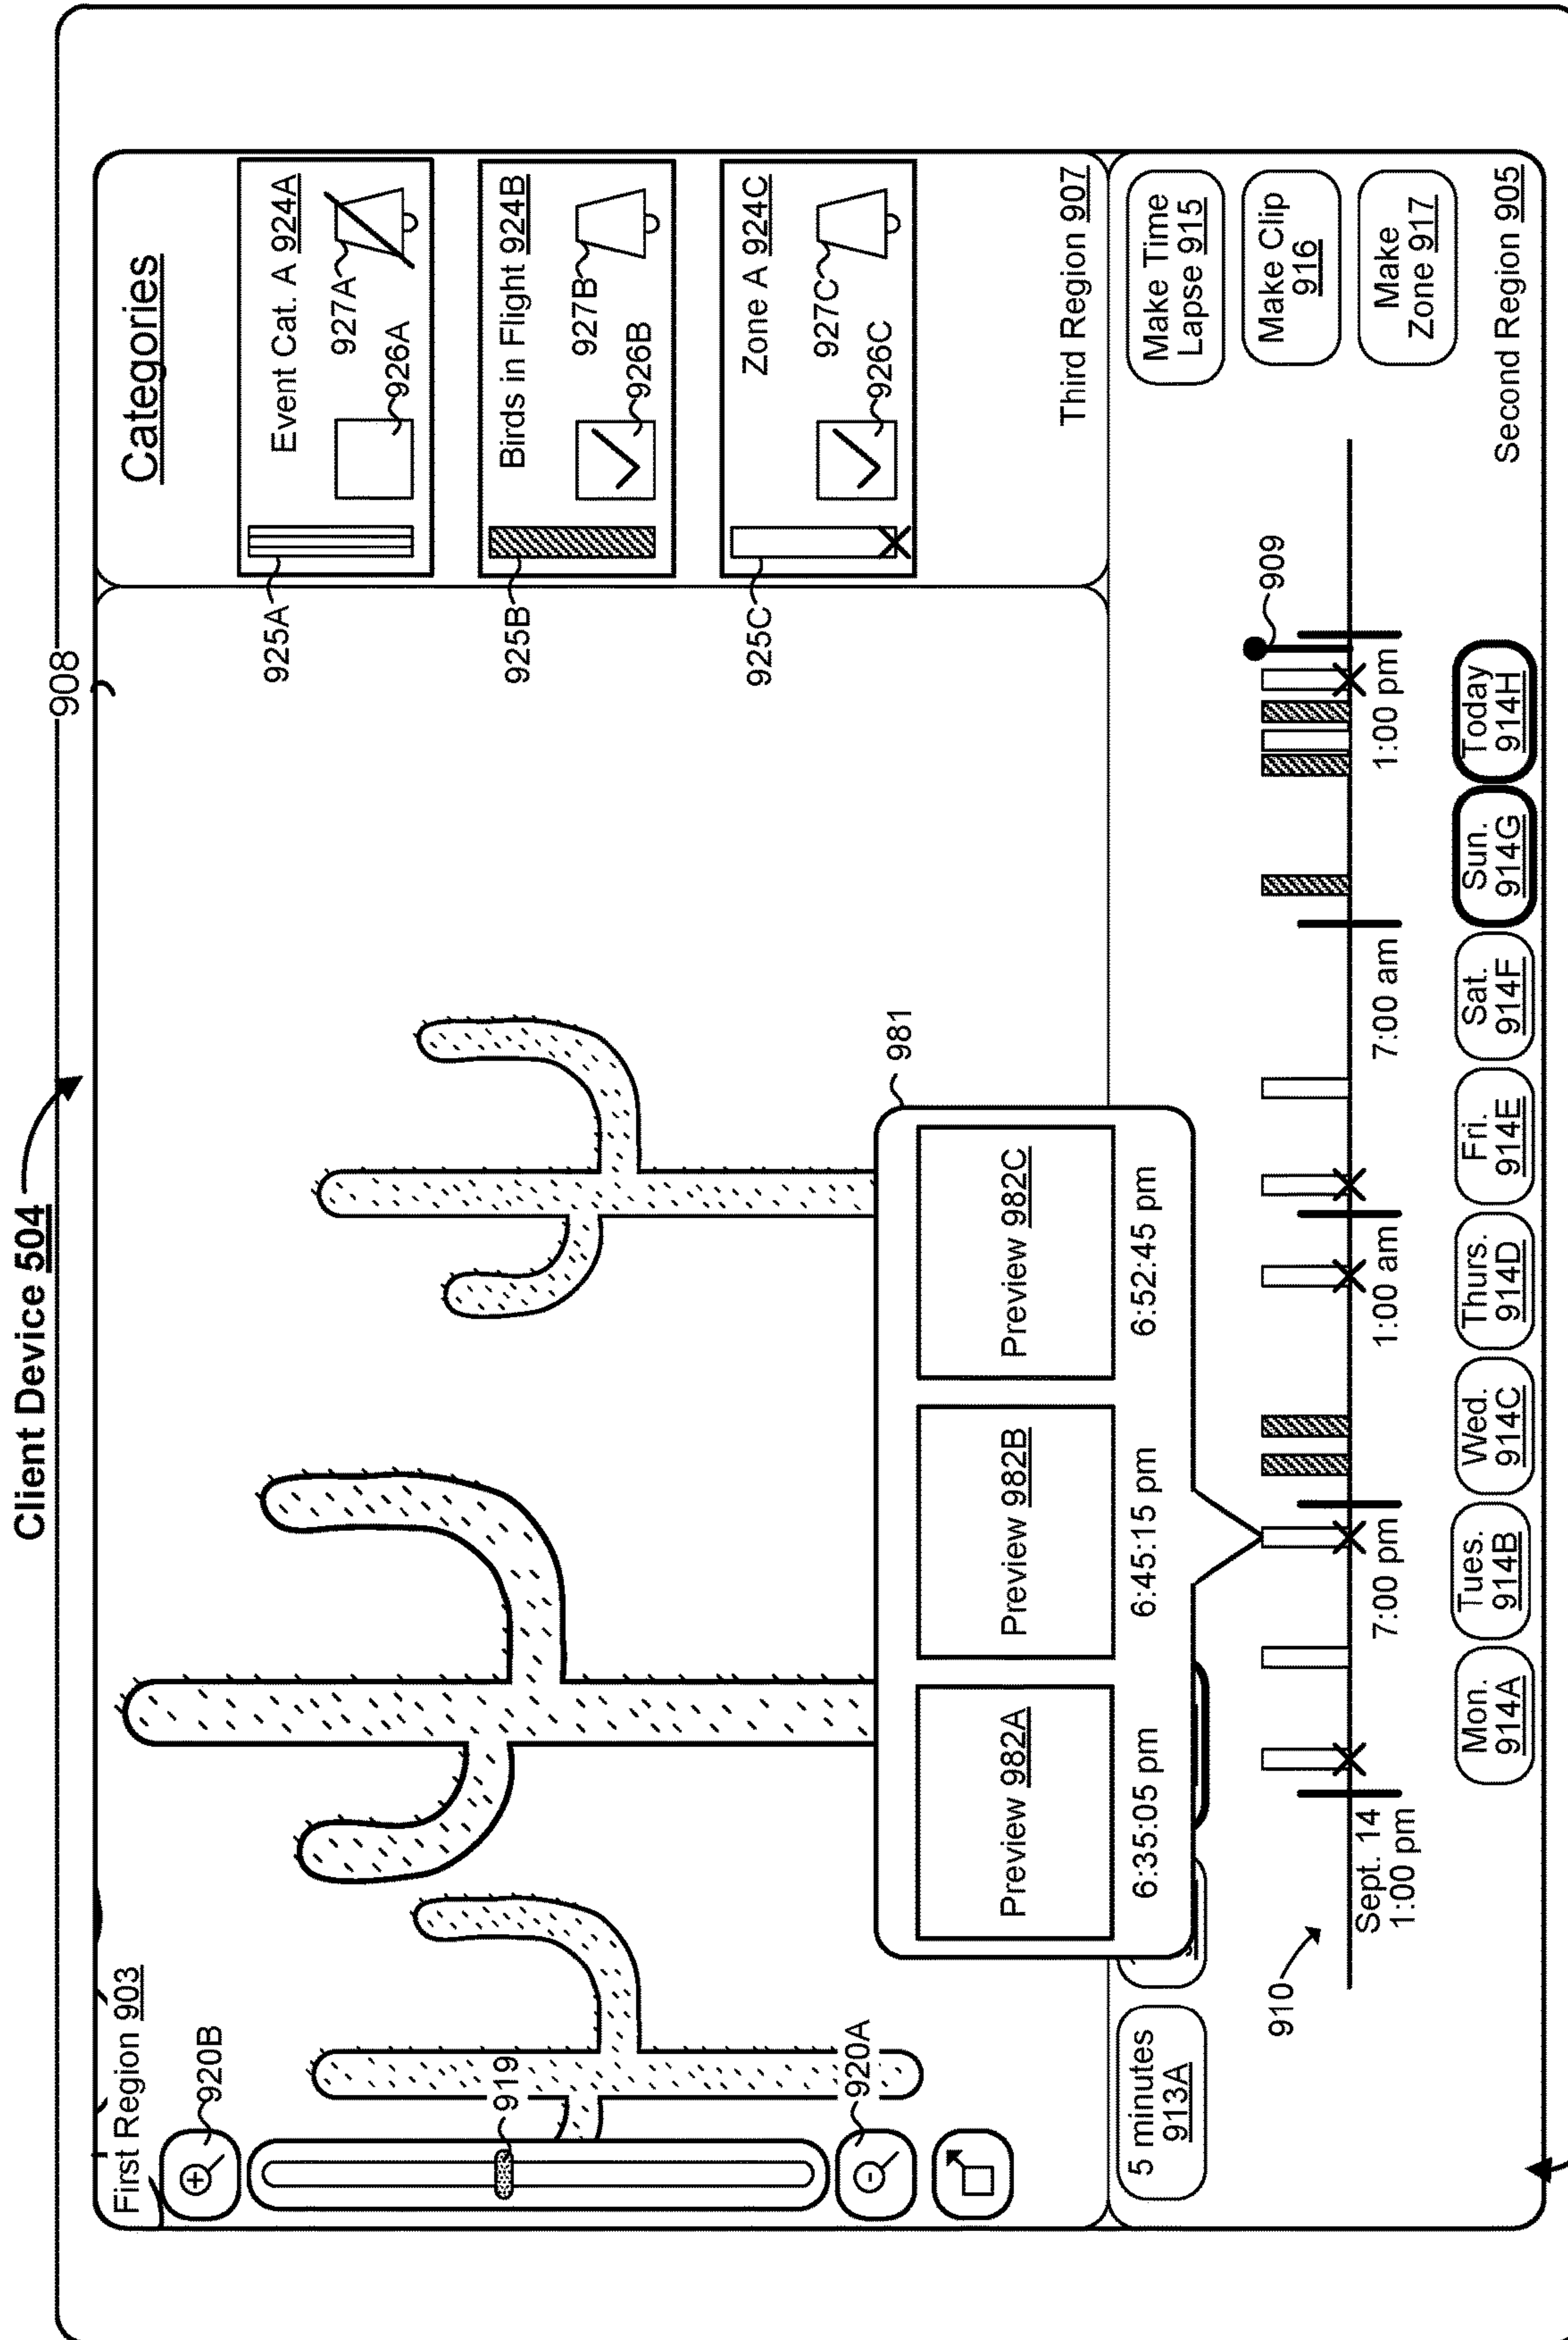 Client Device 504
908
First Region 903
920B
919
920A
Categories
Event Cat. A 924A
927A
926A
925A
Birds in Flight 924B
927B
926B
925B
Zone A 924C
927C
926C
925C
Third Region 907
981
Preview 982A
Preview 982B
Preview 982C
6:35:05 pm
6:45:15 pm
6:52:45 pm
5 minutes
913A
Make Time
Lapse 915
Make Clip
916
Make
Zone 917
909
910
Sept. 14
1:00 pm
7:00 pm
1:00 am
7:00 am
1:00 pm
Mon.
914A
Tues.
914B
Wed.
914C
Thurs.
914D
Fri.
914E
Sat.
914F
Sun.
914G
Today
914H
Second Region 905